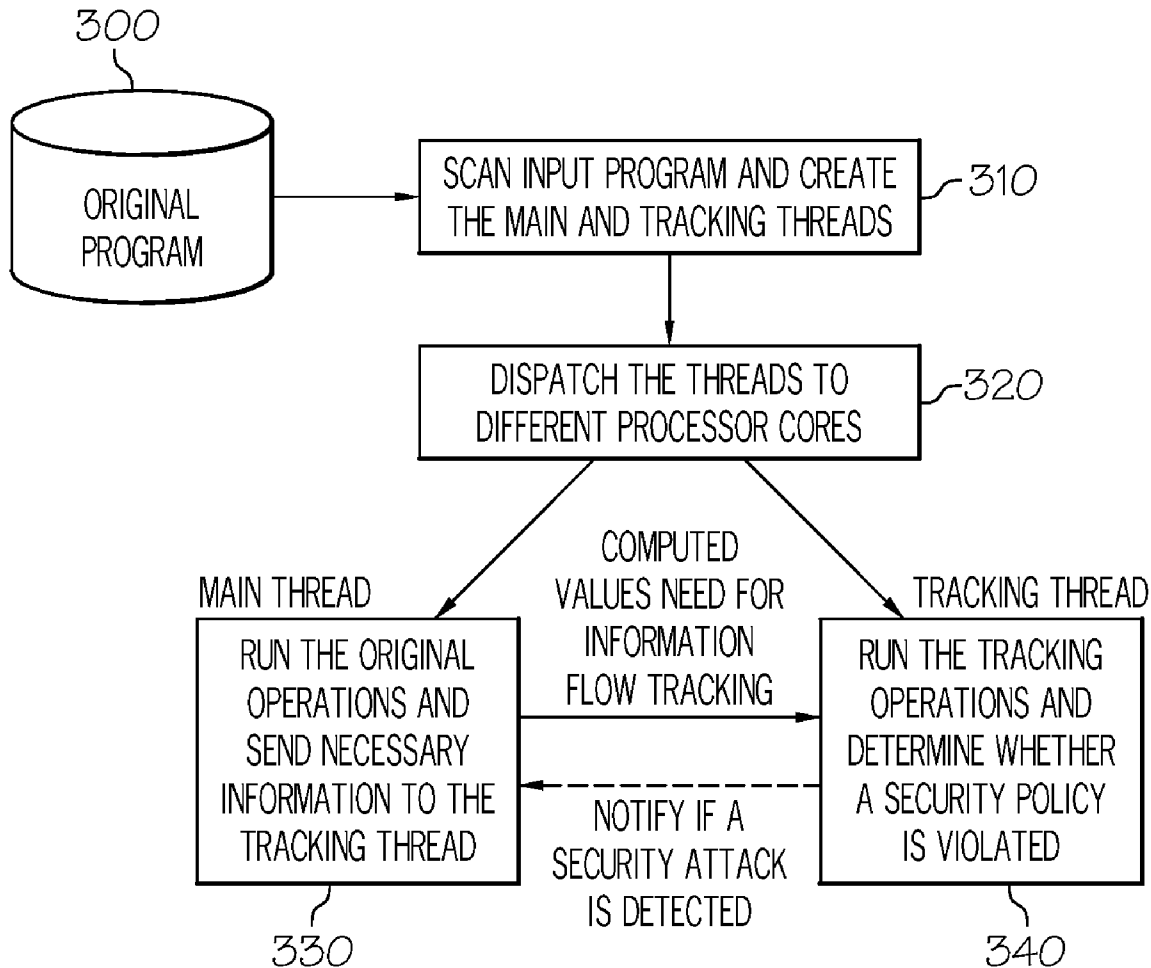 300
ORIGINAL
PROGRAM
SCAN INPUT PROGRAM AND CREATE
THE MAIN AND TRACKING THREADS
310
DISPATCH THE THREADS TO
DIFFERENT PROCESSOR CORES
320
MAIN THREAD
RUN THE ORIGINAL
OPERATIONS AND
SEND NECESSARY
INFORMATION TO THE
TRACKING THREAD
330
COMPUTED
VALUES NEED FOR
INFORMATION
FLOW TRACKING
NOTIFY IF A
SECURITY ATTACK
IS DETECTED
TRACKING THREAD
RUN THE TRACKING
OPERATIONS AND
DETERMINE WHETHER
A SECURITY POLICY
IS VIOLATED
340